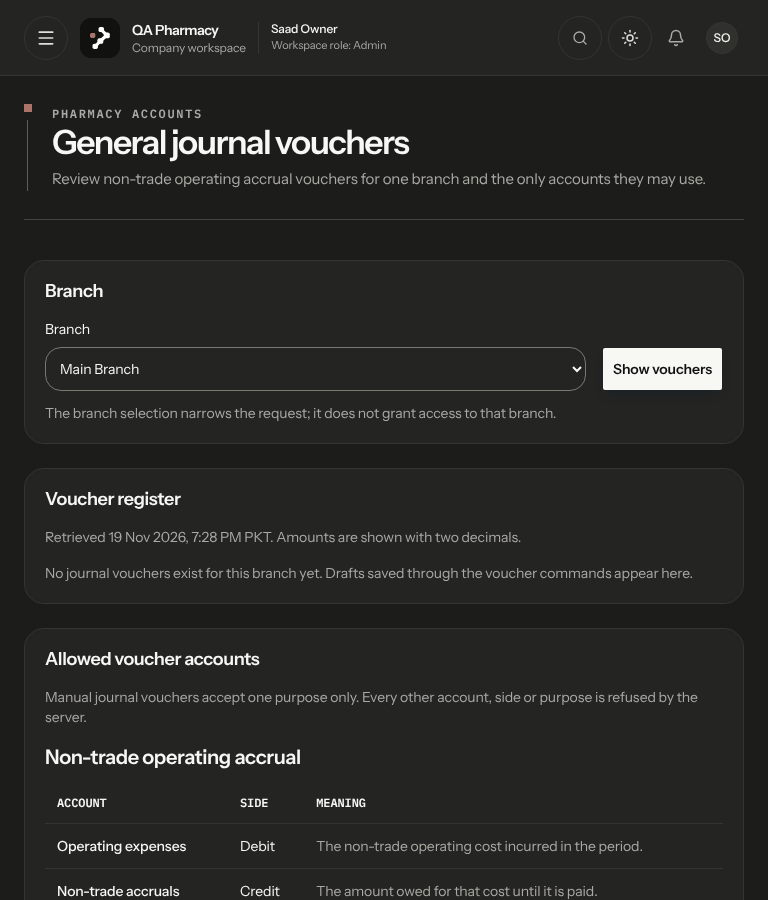 QA Pharmacy
Company workspace
Saad Owner
Workspace role: Admin
SO
PHARMACY ACCOUNTS
General journal vouchers
Review non-trade operating accrual vouchers for one branch and the only accounts they may use.
Branch
Branch
Main Branch
Show vouchers
The branch selection narrows the request; it does not grant access to that branch.
Voucher register
Retrieved 19 Nov 2026, 7:28 PM PKT. Amounts are shown with two decimals.
No journal vouchers exist for this branch yet. Drafts saved through the voucher commands appear here.
Allowed voucher accounts
Manual journal vouchers accept one purpose only. Every other account, side or purpose is refused by the
server.
Non-trade operating accrual
ACCOUNT SIDE MEANING
Operating expenses Debit The non-trade operating cost incurred in the period.
Non-trade accruals Credit The amount owed for that cost until it is paid.